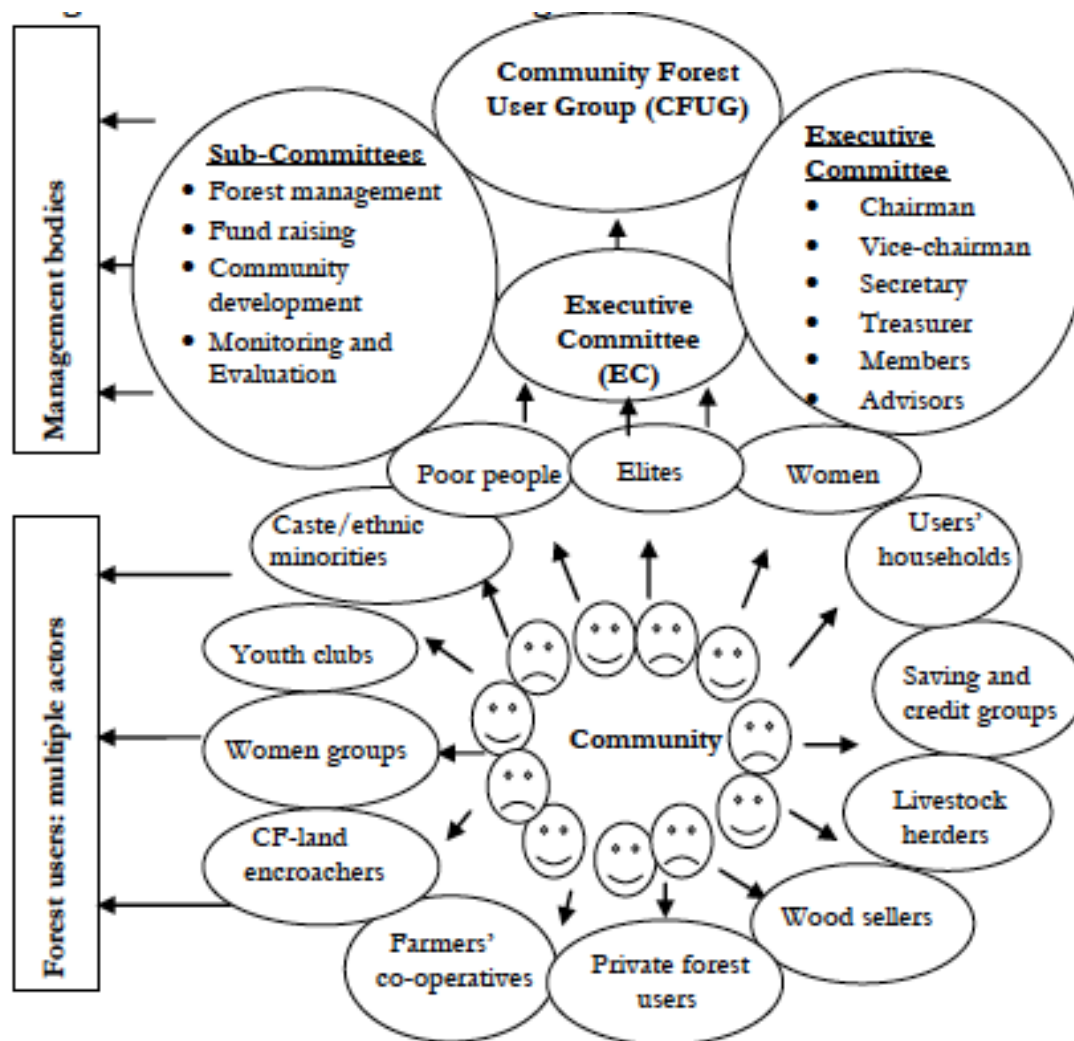 Community Forest
User Group (CFUG)
Sub-Committees
• Forest management
• Fund raising
• Community
development
• Monitoring and
Evaluation
Executive
Committee
• Chairman
• Vice-chairman
• Secretary
• Treasurer
• Members
• Advisors
Executive
Committee
(EC)
Management bodies
Poor people
Elites
Women
Caste/ethnic
minorities
Users'
households
Youth clubs
Saving and
credit groups
Women groups
Community
Livestock
herders
CF-land
encroachers
Wood sellers
Farmers'
co-operatives
Private forest
users
Forest users: multiple actors